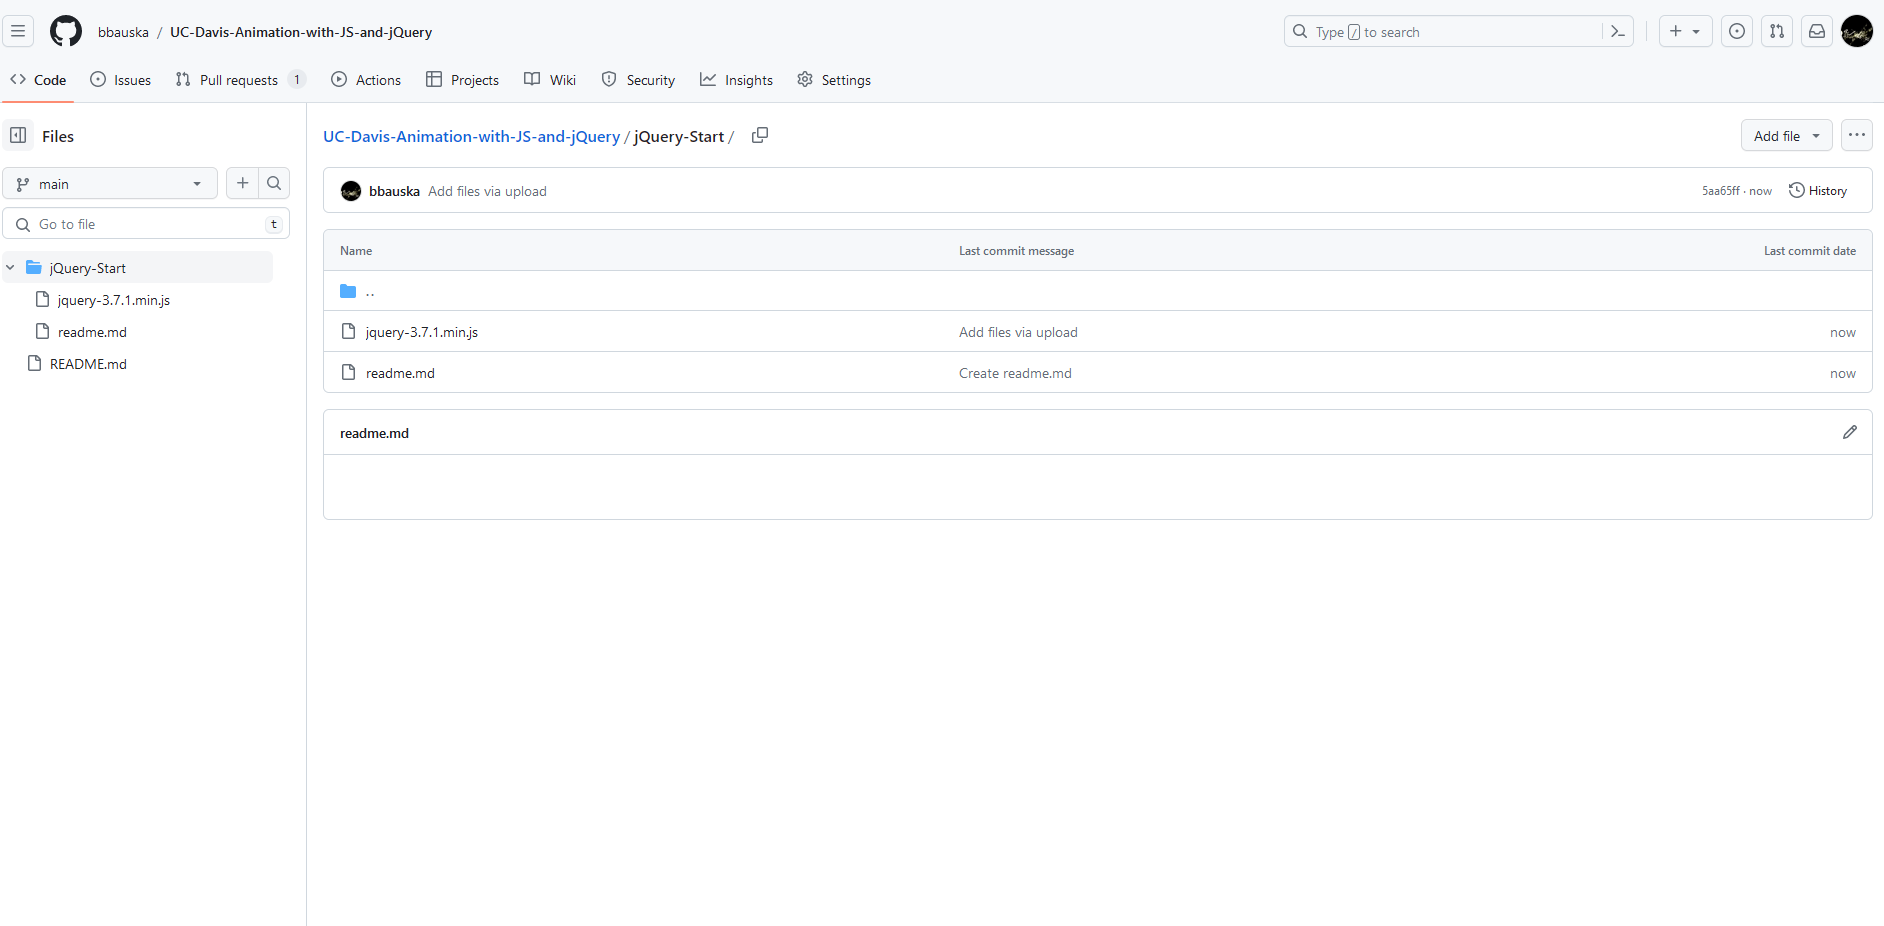 bbauska / UC-Davis-Animation-with-JS-and-jQuery
Type / to search
Code Issues Pull requests 1 Actions Projects Wiki Security Insights Settings
Files
main
Go to file t
jQuery-Start
jquery-3.7.1.min.js
readme.md
README.md
UC-Davis-Animation-with-JS-and-jQuery / jQuery-Start /
Add file
bbauska Add files via upload 5aa65ff · now History
Name Last commit message Last commit date
..
jquery-3.7.1.min.js Add files via upload now
readme.md Create readme.md now
readme.md